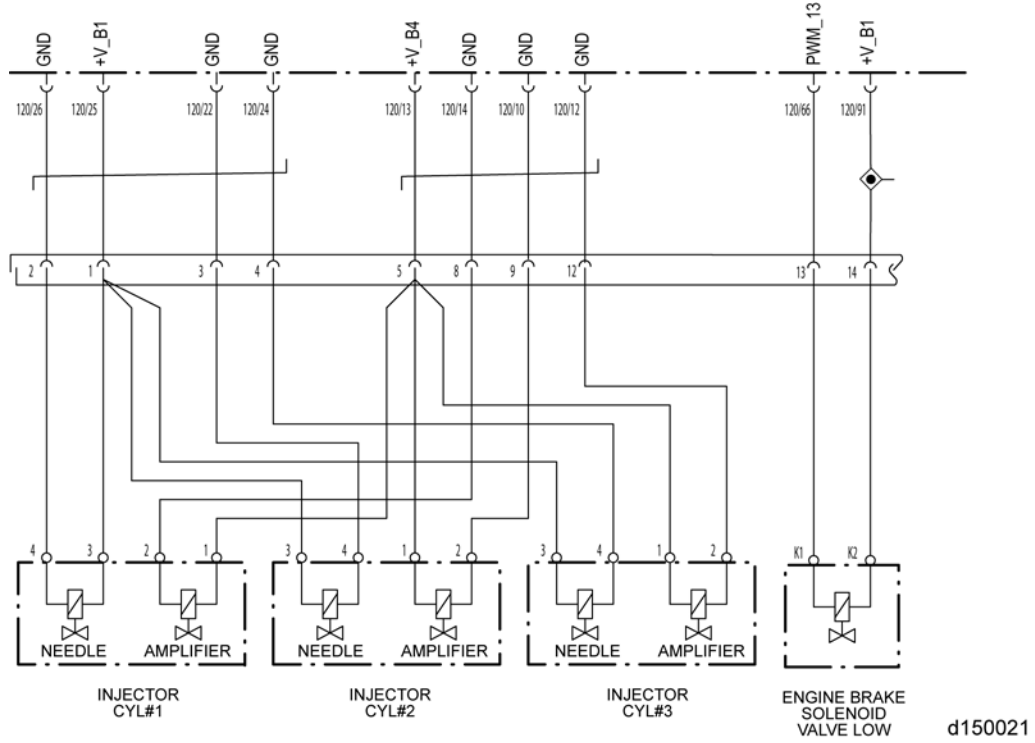 GND +V_B1 GND GND +V_B4 GND GND GND PWM_13 +V_B1
120/26 120/25 120/22 120/24 120/13 120/14 120/10 120/12 120/66 120/91
2 1 3 4 5 8 9 12 13 14
4 3 2 1 3 4 1 2 3 4 1 2 K1 K2
NEEDLE AMPLIFIER NEEDLE AMPLIFIER NEEDLE AMPLIFIER
INJECTOR
CYL#1
INJECTOR
CYL#2
INJECTOR
CYL#3
ENGINE BRAKE
SOLENOID
VALVE LOW
d150021